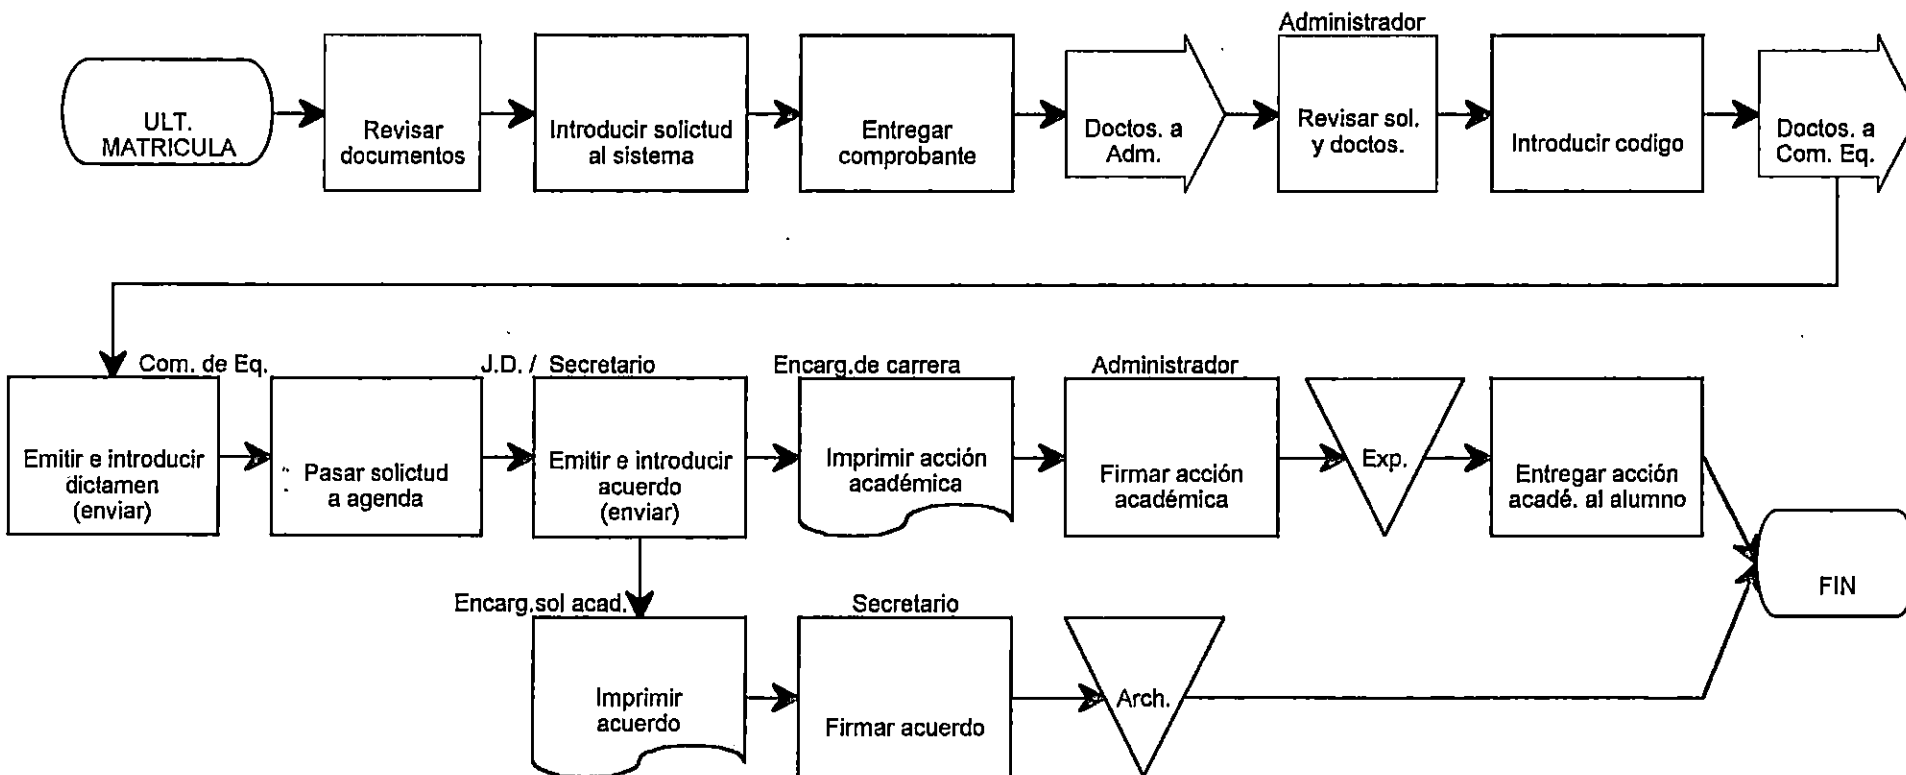 Administrador
ULT.
MATRICULA
Revisar
documentos
Introducir solictud
al sistema
Entregar
comprobante
Doctos. a
Adm.
Revisar sol.
y doctos.
Introducir codigo
Doctos. a
Com. Eq.
Com. de Eq.
J.D. / Secretario
Encarg.de carrera
Administrador
Emitir e introducir
dictamen
(enviar)
Pasar solictud
a agenda
Emitir e introducir
acuerdo
(enviar)
Imprimir acción
académica
Firmar acción
académica
Exp.
Entregar acción
acadé. al alumno
FIN
Encarg.sol acad.
Secretario
Imprimir
acuerdo
Firmar acuerdo
Arch.